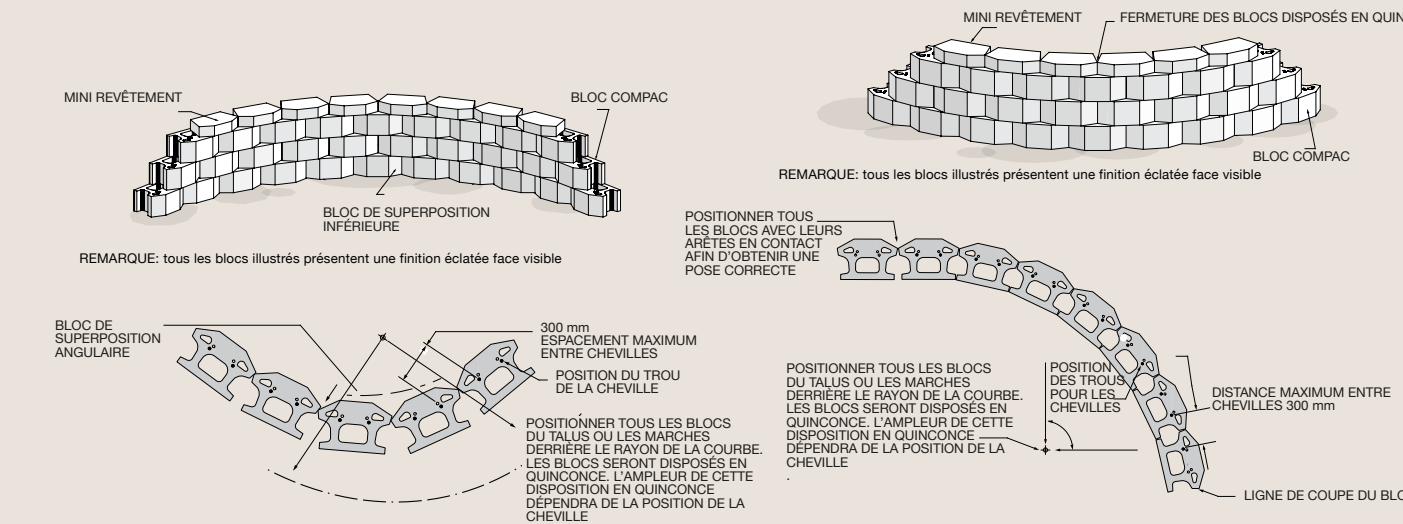 MINI REVÊTEMENT
BLOC COMPAC
BLOC DE SUPERPOSITION
INFÉRIEURE
REMARQUE: tous les blocs illustrés présentent une finition éclatée face visible
MINI REVÊTEMENT
FERMETURE DES BLOCS DISPOSÉS EN
BLOC COMPAC
REMARQUE: tous les blocs illustrés présentent une finition éclatée face visible
BLOC DE
SUPERPOSITION
ANGULAIRE
300 mm
ESPACEMENT MAXIMUM
ENTRE CHEVILLES
POSITION DU TROU
DE LA CHEVILLE
POSITIONNER TOUS LES BLOCS
DU TALUS OU LES MARCHES
DERRIÈRE LE RAYON DE LA COURBE.
LES BLOCS SERONT DISPOSÉS EN
QUINCONCE. L'AMPLEUR DE CETTE
DISPOSITION EN QUINCONCE
DÉPENDRA DE LA POSITION DE LA
CHEVILLE
POSITIONNER TOUS
LES BLOCS AVEC LEURS
ARÊTES EN CONTACT
AFIN D'OBTENIR UNE
POSE CORRECTE
POSITIONNER TOUS LES BLOCS
DU TALUS OU LES MARCHES
DERRIÈRE LE RAYON DE LA COURBE.
LES BLOCS SERONT DISPOSÉS EN
QUINCONCE. L'AMPLEUR DE CETTE
DISPOSITION EN QUINCONCE
DÉPENDRA DE LA POSITION DE LA
CHEVILLE
.
POSITION
DES TROUS
POUR LES
CHEVILLES
DISTANCE MAXIMUM ENTRE
CHEVILLES 300 mm
LIGNE DE COUPE DU